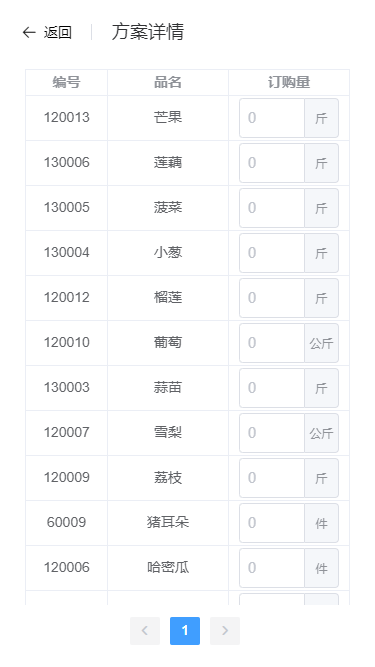 返回 方案详情
编号 品名 订购量
120013 芒果 0 斤
130006 莲藕 0 斤
130005 菠菜 0 斤
130004 小葱 0 斤
120012 榴莲 0 斤
120010 葡萄 0 公斤
130003 蒜苗 0 斤
120007 雪梨 0 公斤
120009 荔枝 0 斤
60009 猪耳朵 0 件
120006 哈密瓜 0 件
1